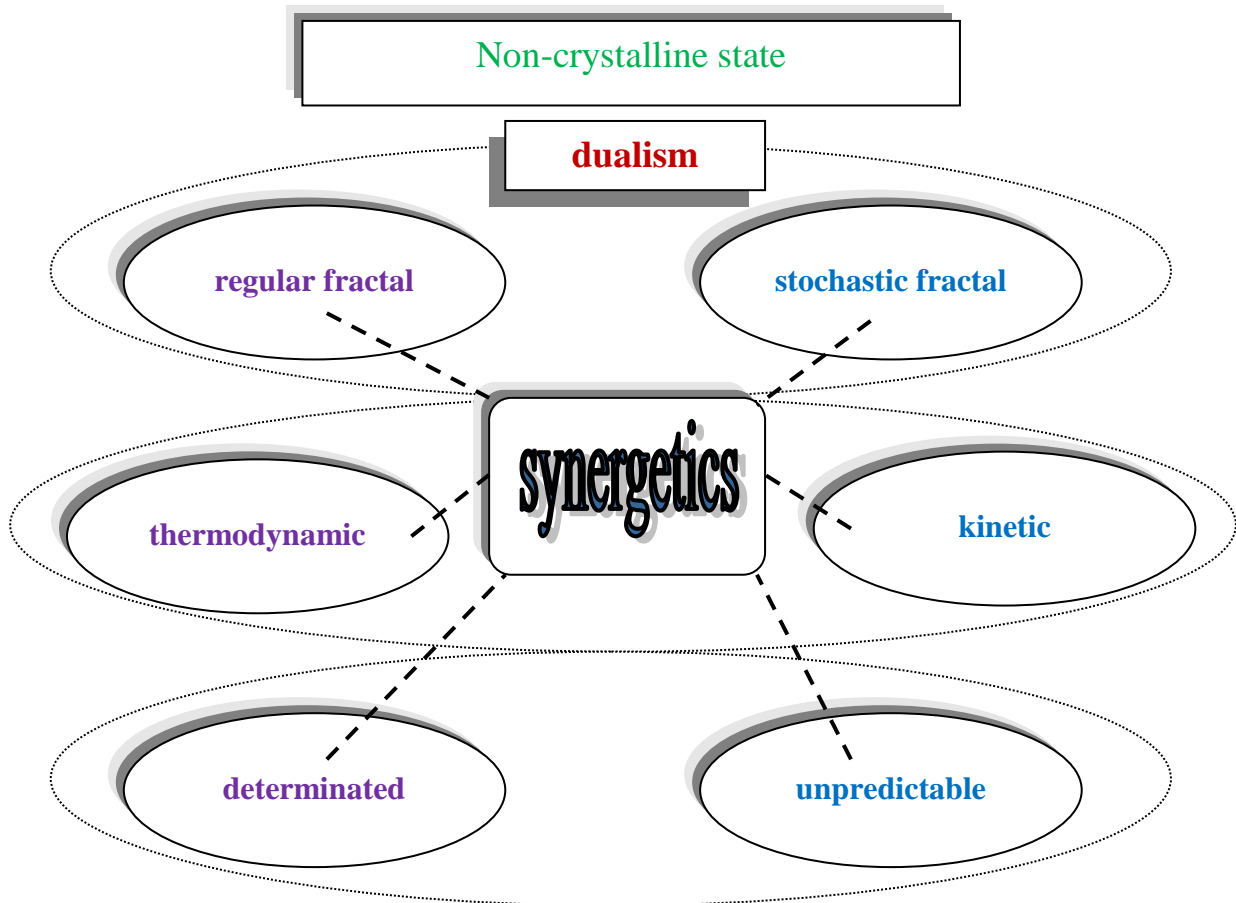 Non-crystalline state
dualism
regular fractal
stochastic fractal
synergetics
thermodynamic
kinetic
determinated
unpredictable